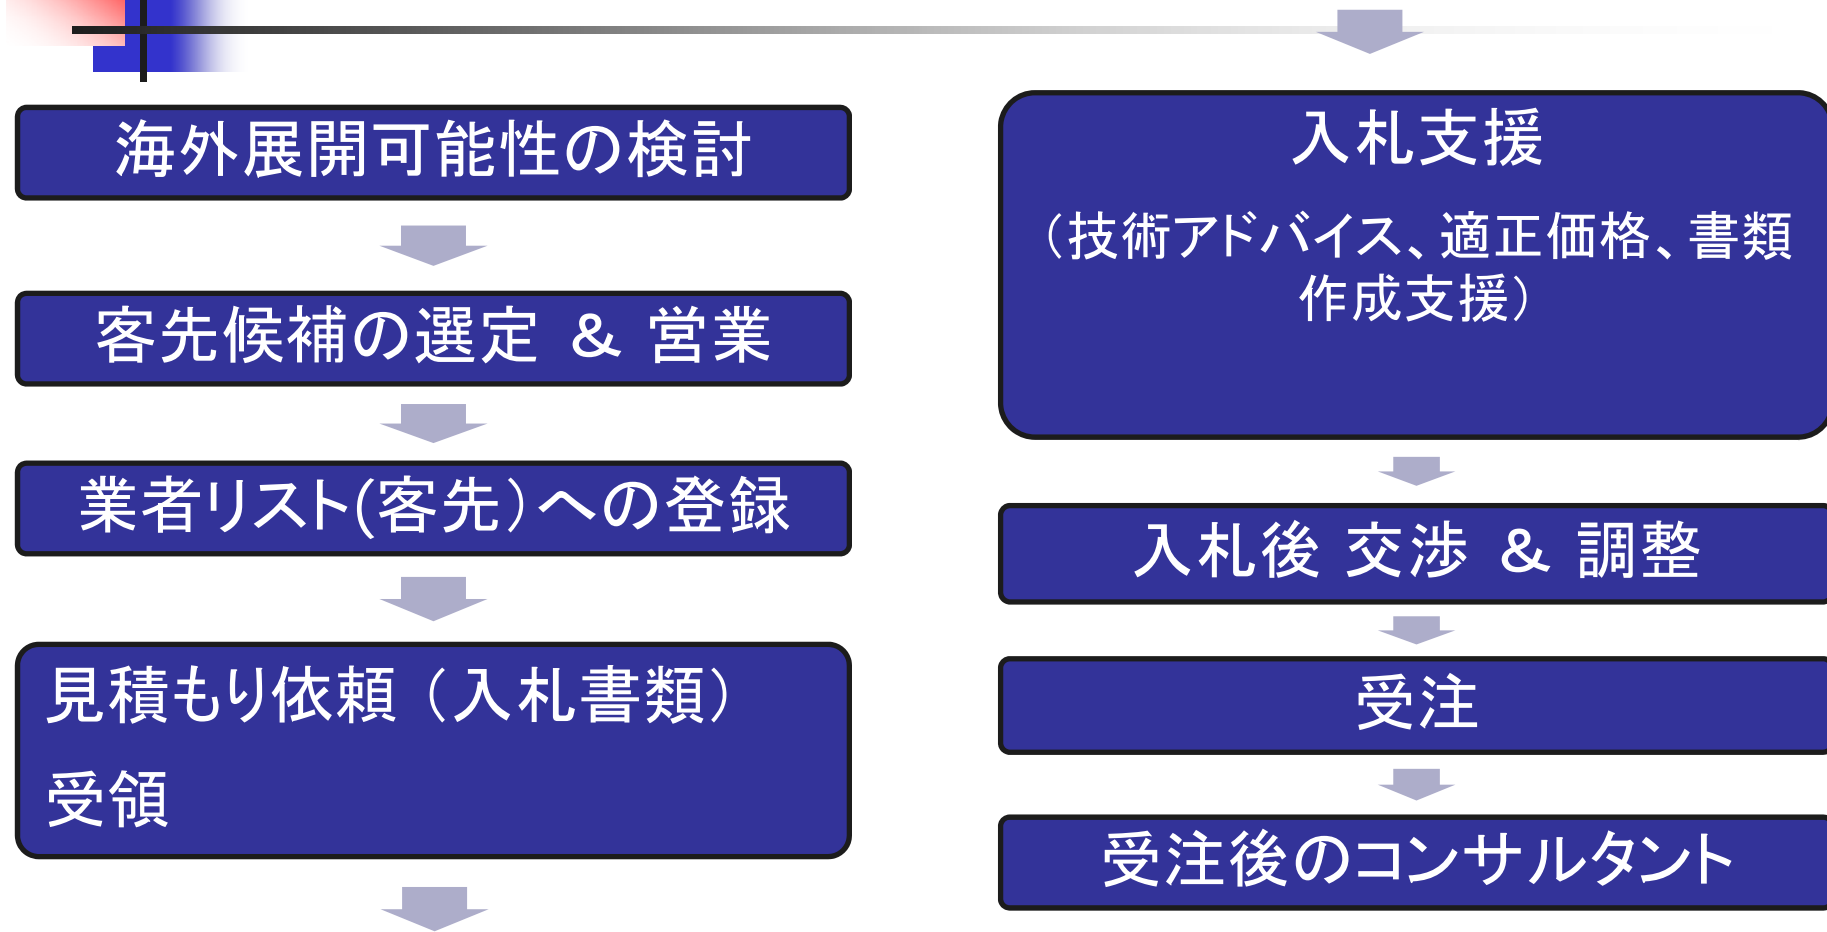 海外展開可能性の検討
客先候補の選定 & 営業
業者リスト(客先）への登録
見積もり依頼（入札書類）
受領
入札支援
（技術アドバイス、適正価格、書類
作成支援）
入札後 交渉 & 調整
受注
受注後のコンサルタント